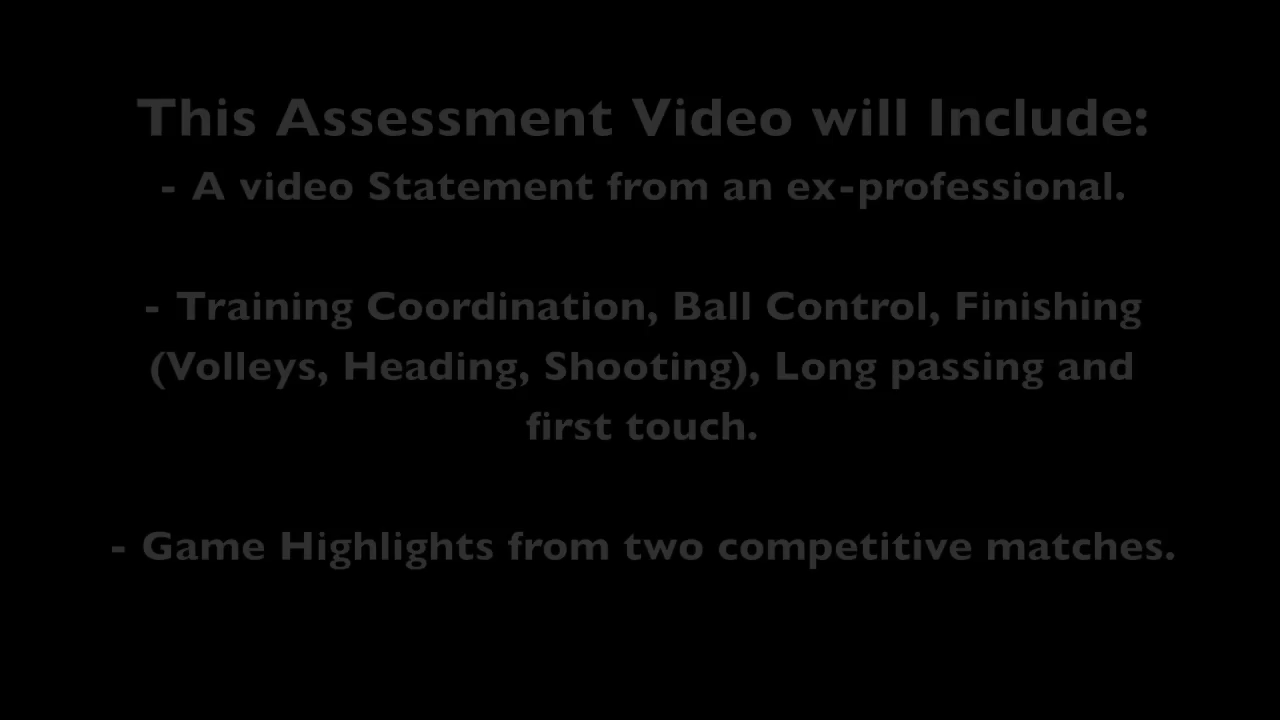 This Assessment Video will Include:
- A video Statement from an ex-professional.
- Training Coordination, Ball Control, Finishing
(Volleys, Heading, Shooting), Long passing and
first touch.
- Game Highlights from two competitive matches.